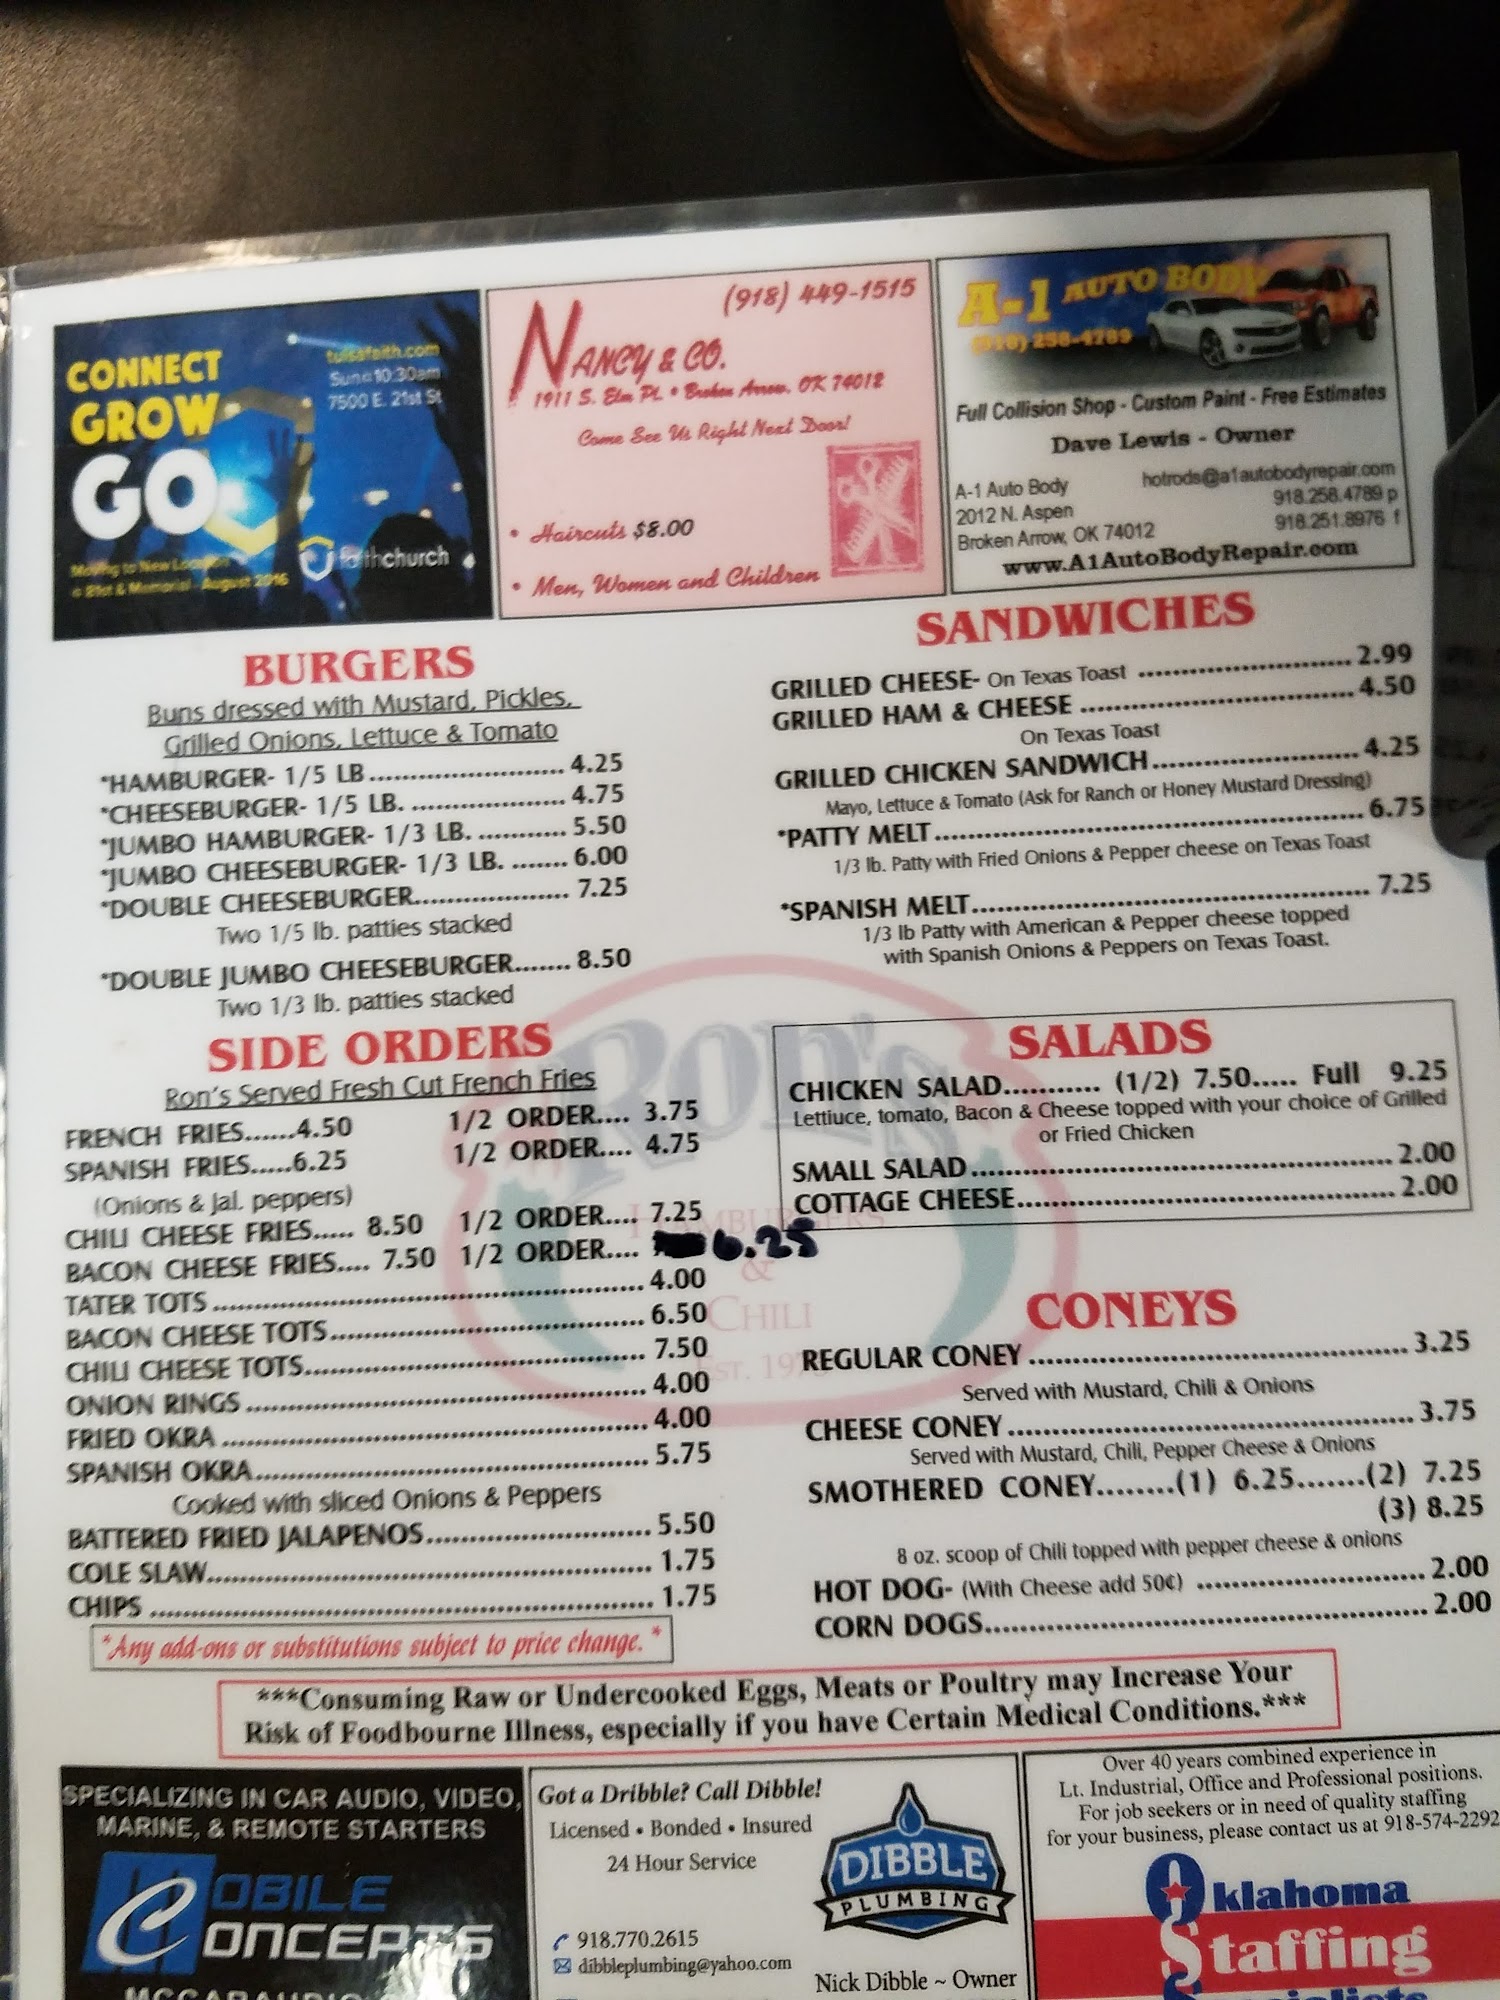 CONNECT
GROW
GO
tulsafaith.com
Sun@10:30am
7500 E. 21st St
Moving to New Location
@ 21st & Memorial - August 2016
faithchurch
(918) 449-1515
NANCY & CO.
1911 S. Elm Pl. • Broken Arrow, OK 74012
Come See Us Right Next Door!
• Haircuts $8.00
• Men, Women and Children
A-1 AUTO BODY
(918) 258-4789
Full Collision Shop - Custom Paint - Free Estimates
Dave Lewis - Owner
A-1 Auto Body
2012 N. Aspen
Broken Arrow, OK 74012
hotrods@a1autobodyrepair.com
918.258.4789 p
918.251.8976 f
www.A1AutoBodyRepair.com
BURGERS
Buns dressed with Mustard, Pickles,
Grilled Onions, Lettuce & Tomato
*HAMBURGER- 1/5 LB........................ 4.25
*CHEESEBURGER- 1/5 LB. .................. 4.75
*JUMBO HAMBURGER- 1/3 LB. ........... 5.50
*JUMBO CHEESEBURGER- 1/3 LB. ....... 6.00
*DOUBLE CHEESEBURGER.................... 7.25
Two 1/5 lb. patties stacked
*DOUBLE JUMBO CHEESEBURGER....... 8.50
Two 1/3 lb. patties stacked
SIDE ORDERS
Ron's Served Fresh Cut French Fries
FRENCH FRIES......4.50 1/2 ORDER.... 3.75
SPANISH FRIES.....6.25 1/2 ORDER.... 4.75
(Onions & Jal. peppers)
CHILI CHEESE FRIES..... 8.50 1/2 ORDER.... 7.25
BACON CHEESE FRIES.... 7.50 1/2 ORDER.... 6.25
TATER TOTS ..................................................... 4.00
BACON CHEESE TOTS...................................... 6.50
CHILI CHEESE TOTS......................................... 7.50
ONION RINGS ................................................. 4.00
FRIED OKRA .................................................... 4.00
SPANISH OKRA................................................ 5.75
Cooked with sliced Onions & Peppers
BATTERED FRIED JALAPENOS........................... 5.50
COLE SLAW...................................................... 1.75
CHIPS .............................................................. 1.75
*Any add-ons or substitutions subject to price change.*
SANDWICHES
GRILLED CHEESE- On Texas Toast .......................... 2.99
GRILLED HAM & CHEESE .................................. 4.50
On Texas Toast
GRILLED CHICKEN SANDWICH......................... 4.25
Mayo, Lettuce & Tomato (Ask for Ranch or Honey Mustard Dressing)
*PATTY MELT..................................................... 6.75
1/3 lb. Patty with Fried Onions & Pepper cheese on Texas Toast
*SPANISH MELT................................................. 7.25
1/3 lb Patty with American & Pepper cheese topped
with Spanish Onions & Peppers on Texas Toast.
SALADS
CHICKEN SALAD........... (1/2) 7.50..... Full 9.25
Lettiuce, tomato, Bacon & Cheese topped with your choice of Grilled
or Fried Chicken
SMALL SALAD .................................................... 2.00
COTTAGE CHEESE.............................................. 2.00
RON'S
HAMBURGERS
&
CHILI
CONEYS
REGULAR CONEY ............................................... 3.25
Served with Mustard, Chili & Onions
CHEESE CONEY .................................................. 3.75
Served with Mustard, Chili, Pepper Cheese & Onions
SMOTHERED CONEY........(1) 6.25.......(2) 7.25
(3) 8.25
8 oz. scoop of Chili topped with pepper cheese & onions
HOT DOG- (With Cheese add 50¢) ............................ 2.00
CORN DOGS....................................................... 2.00
***Consuming Raw or Undercooked Eggs, Meats or Poultry may Increase Your
Risk of Foodbourne Illness, especially if you have Certain Medical Conditions.***
SPECIALIZING IN CAR AUDIO, VIDEO,
MARINE, & REMOTE STARTERS
MOBILE
CONCEPTS
Got a Dribble? Call Dibble!
Licensed • Bonded • Insured
24 Hour Service
918.770.2615
dibbleplumbing@yahoo.com
DIBBLE
PLUMBING
Nick Dibble ~ Owner
Over 40 years combined experience in
Lt. Industrial, Office and Professional positions.
For job seekers or in need of quality staffing
for your business, please contact us at 918-574-2292
Oklahoma
Staffing
Specialists